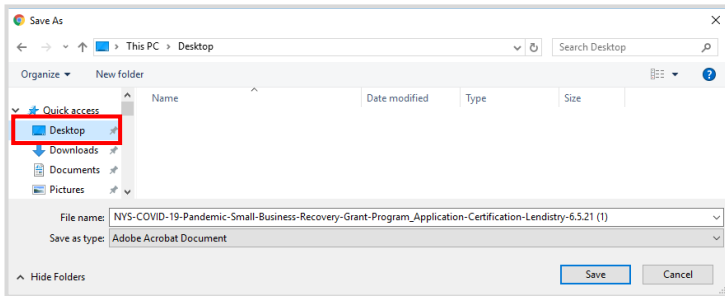 Save As
This PC > Desktop
Search Desktop
Organize
New folder
Name
Date modified
Type
Size
Quick access
Desktop
Downloads
Documents
Pictures
File name: NYS-COVID-19-Pandemic-Small-Business-Recovery-Grant-Program_Application-Certification-Lendistry-6.5.21 (1)
Save as type: Adobe Acrobat Document
Hide Folders
Save
Cancel